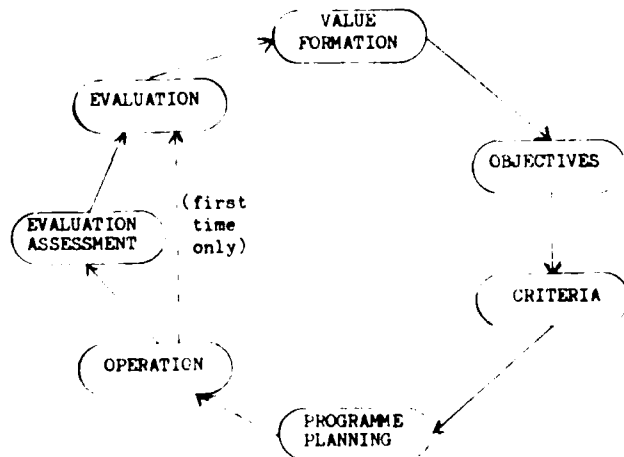 VALUE
FORMATION
EVALUATION
OBJECTIVES
(first
time
only)
EVALUATION
ASSESSMENT
CRITERIA
OPERATION
PROGRAMME
PLANNING